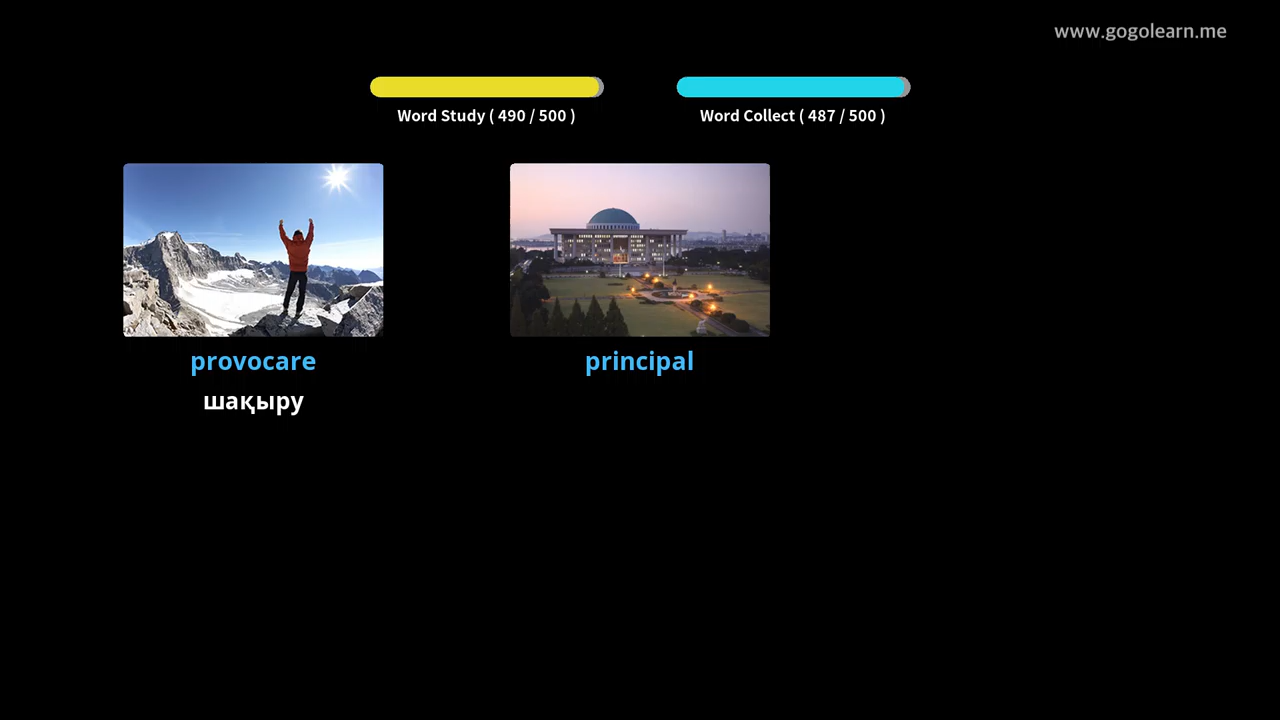 www.gogolearn.me
Word Study ( 490 / 500 )
Word Collect ( 487 / 500 )
provocare
principal
шақыру